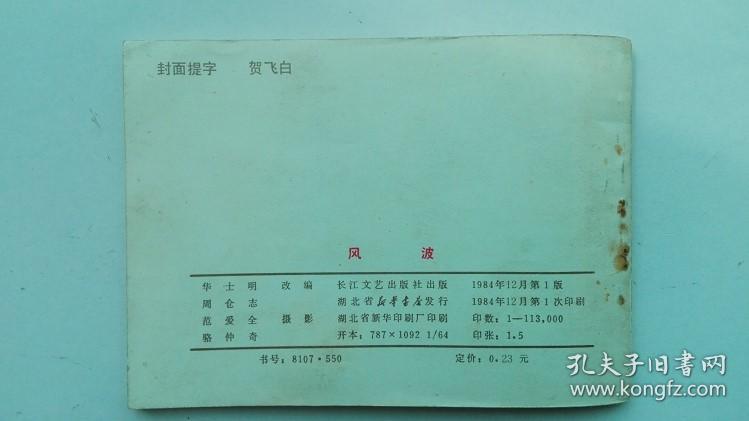 封面提字 贺飞白
风波
华士明 改编 长江文艺出版社出版 1984年12月第1版
周仓志 湖北省新华书店发行 1984年12月第1次印刷
范爱全 摄影 湖北省新华印刷厂印刷 印数：1—113,000
骆仲奇 开本：787×1092 1/64 印张：1.5
书号：8107·550 定价：0.23 元
孔夫子旧书网
www.kongfz.com